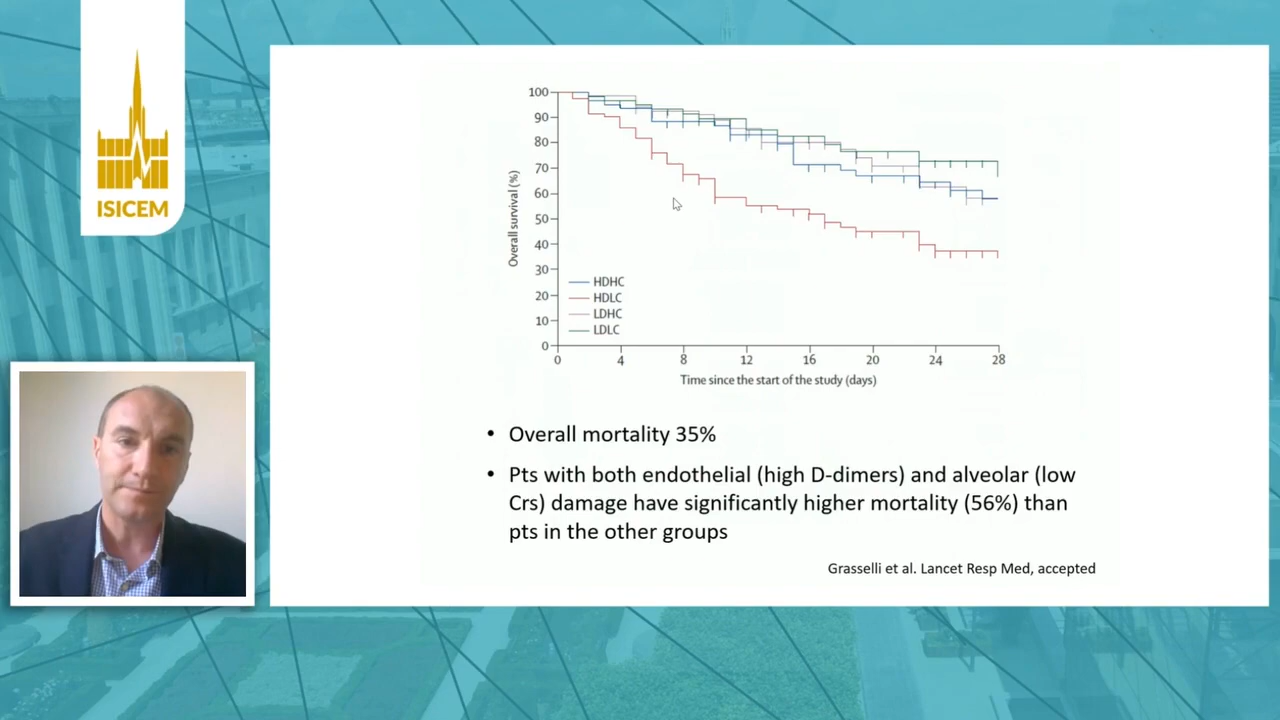 ISICEM
100
90
80
70
60
50
40
30
20
10
0
Overall survival (%)
HDHC
HDLC
LDHC
LDLC
0 4 8 12 16 20 24 28
Time since the start of the study (days)
• Overall mortality 35%
• Pts with both endothelial (high D-dimers) and alveolar (low
Crs) damage have significantly higher mortality (56%) than
pts in the other groups
Grasselli et al. Lancet Resp Med, accepted